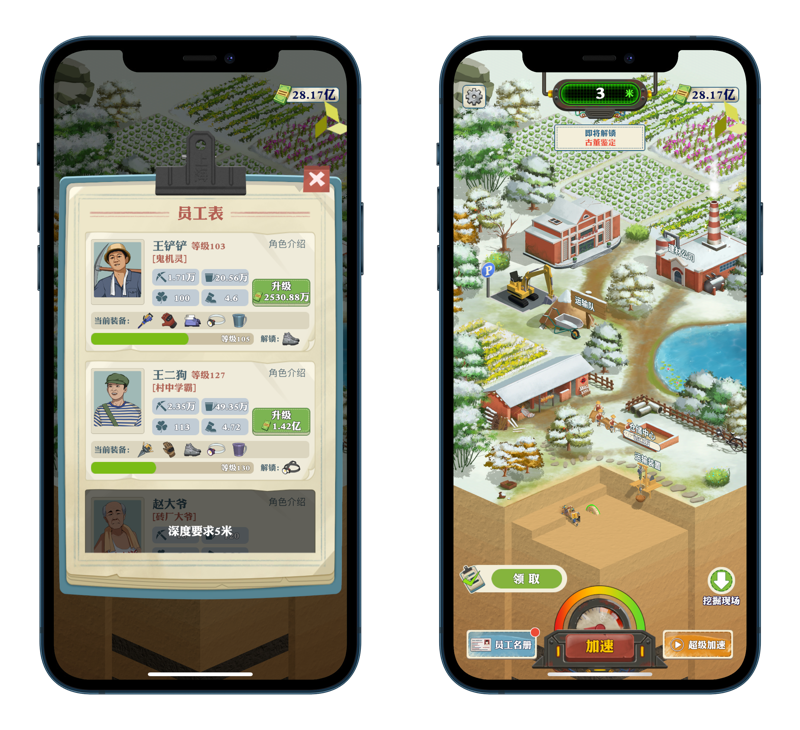 28.17亿
员工表
王铲铲 等级103
角色介绍
[鬼机灵]
1.71万
20.56万
升级
2530.88万
100
4.6
当前装备:
等级105
解锁:
王二狗 等级127
角色介绍
[村中学霸]
2.35万
49.35万
升级
1.42亿
113
4.72
当前装备:
等级130
解锁:
赵大爷
角色介绍
[砖厂大爷]
深度要求5米
3 米
28.17亿
即将解锁
古董鉴定
P
运输队
领取
挖掘现场
员工名册
加速
超级加速